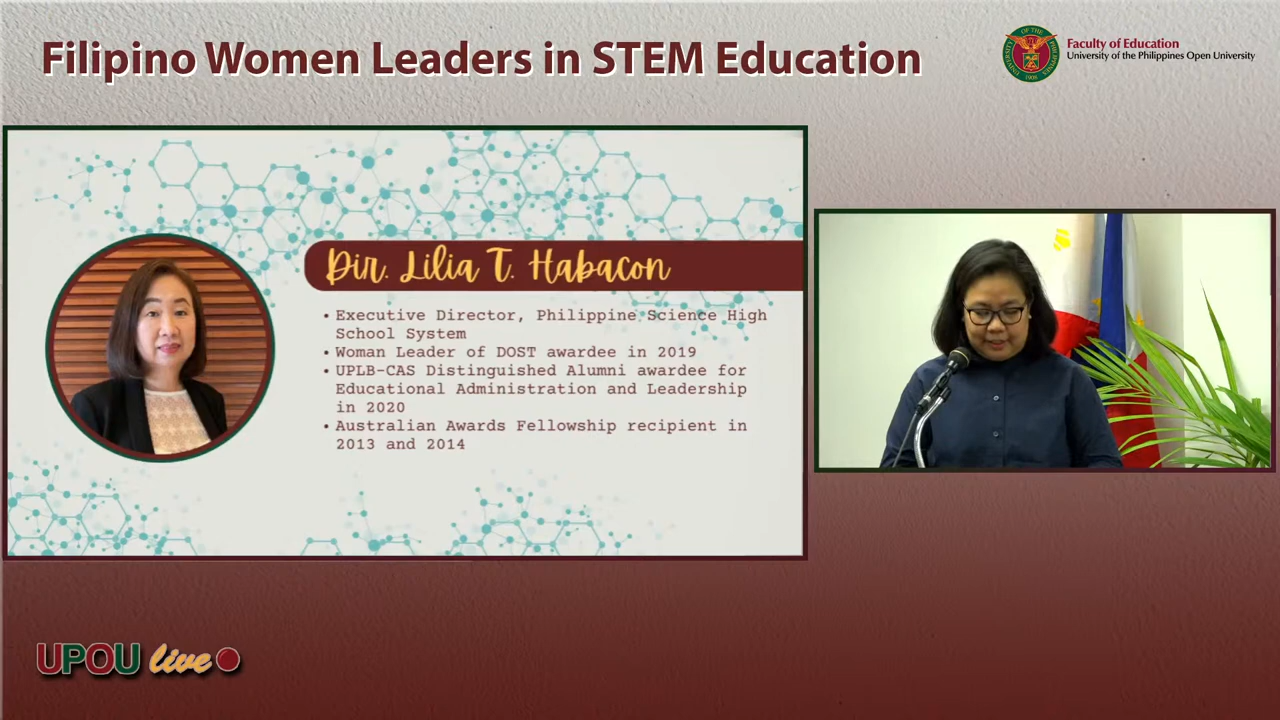 Filipino Women Leaders in STEM Education
Faculty of Education
University of the Philippines Open University
Dir. Lilia T. Habacon
• Executive Director, Philippine Science High
School System
• Woman Leader of DOST awardee in 2019
• UPLB-CAS Distinguished Alumni awardee for
Educational Administration and Leadership
in 2020
• Australian Awards Fellowship recipient in
2013 and 2014
UPOU live